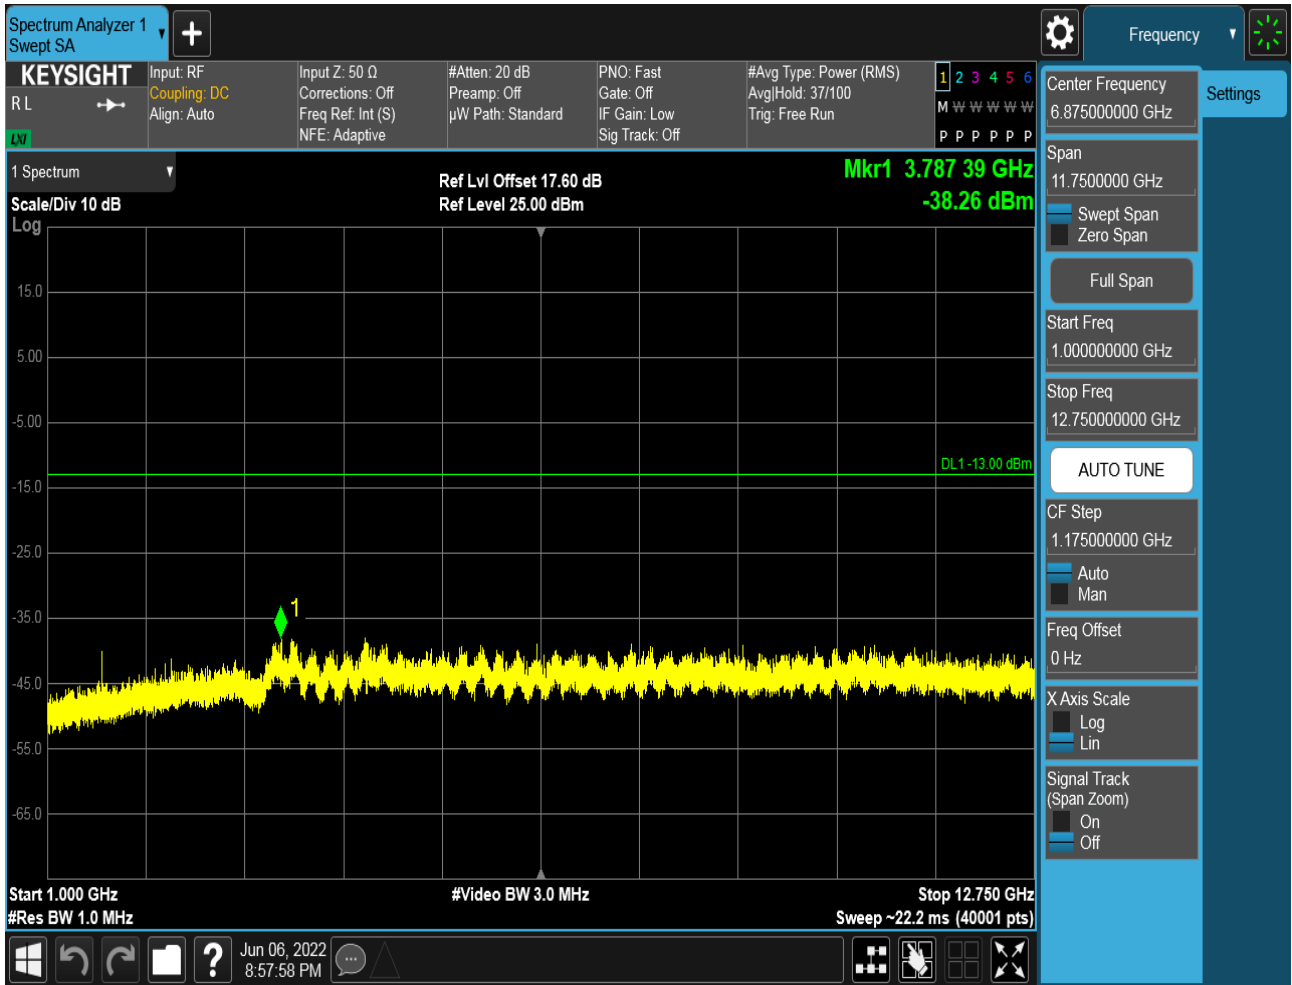 Spectrum Analyzer 1
Swept SA
Frequency
KEYSIGHT
R L
LXI
Input: RF
Coupling: DC
Align: Auto
Input Z: 50 Ω
Corrections: Off
Freq Ref: Int (S)
NFE: Adaptive
#Atten: 20 dB
Preamp: Off
µW Path: Standard
PNO: Fast
Gate: Off
IF Gain: Low
Sig Track: Off
#Avg Type: Power (RMS)
Avg|Hold: 37/100
Trig: Free Run
1 2 3 4 5 6
M W W W W W
P P P P P P
1 Spectrum
Scale/Div 10 dB
Log
Ref Lvl Offset 17.60 dB
Ref Level 25.00 dBm
Mkr1 3.787 39 GHz
-38.26 dBm
15.0
5.00
-5.00
DL1 -13.00 dBm
-15.0
-25.0
1
-35.0
-45.0
-55.0
-65.0
Start 1.000 GHz
#Video BW 3.0 MHz
Stop 12.750 GHz
#Res BW 1.0 MHz
Sweep ~22.2 ms (40001 pts)
?
Jun 06, 2022
8:57:58 PM
Center Frequency
6.875000000 GHz
Settings
Span
11.7500000 GHz
Swept Span
Zero Span
Full Span
Start Freq
1.000000000 GHz
Stop Freq
12.750000000 GHz
AUTO TUNE
CF Step
1.175000000 GHz
Auto
Man
Freq Offset
0 Hz
X Axis Scale
Log
Lin
Signal Track
(Span Zoom)
On
Off